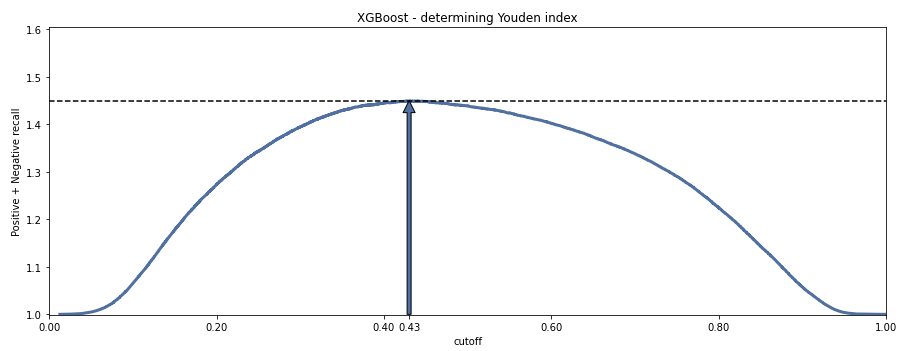 XGBoost - determining Youden index
1.6
1.5
1.4
1.3
1.2
1.1
1.0
Positive + Negative recall
0.00 0.20 0.40 0.43 0.60 0.80 1.00
cutoff